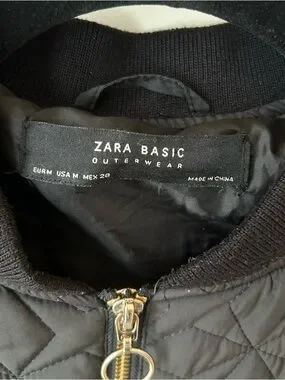 ZARA BASIC
OUTERWEAR
EUR M USA M MEX 28
MADE IN CHINA